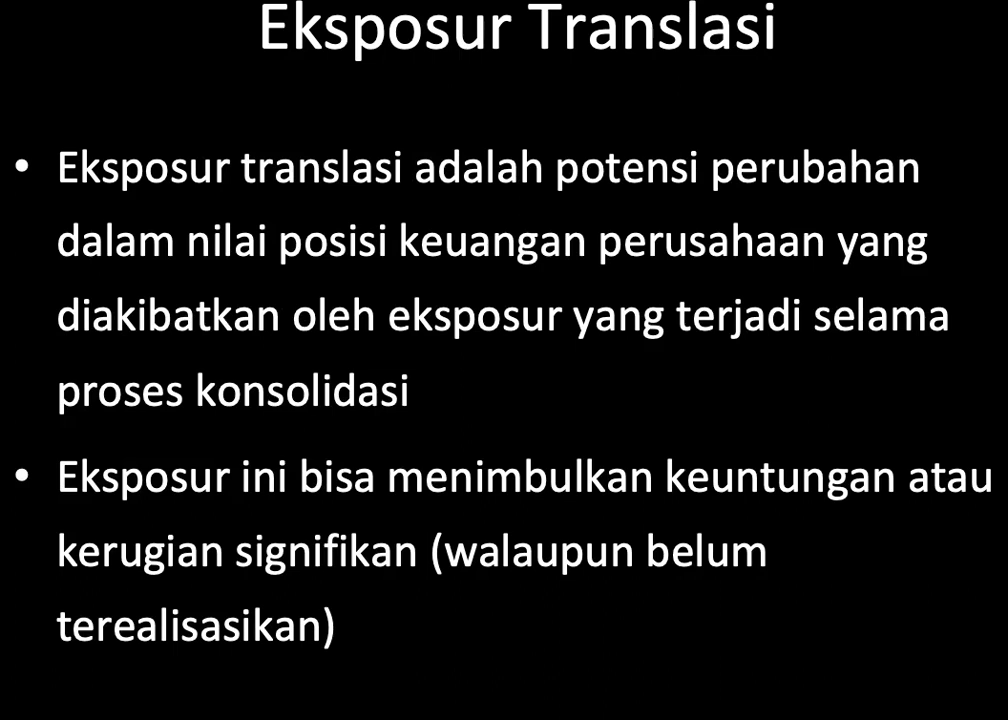 Eksposur Translasi
• Eksposur translasi adalah potensi perubahan
dalam nilai posisi keuangan perusahaan yang
diakibatkan oleh eksposur yang terjadi selama
proses konsolidasi
• Eksposur ini bisa menimbulkan keuntungan atau
kerugian signifikan (walaupun belum
terealisasikan)